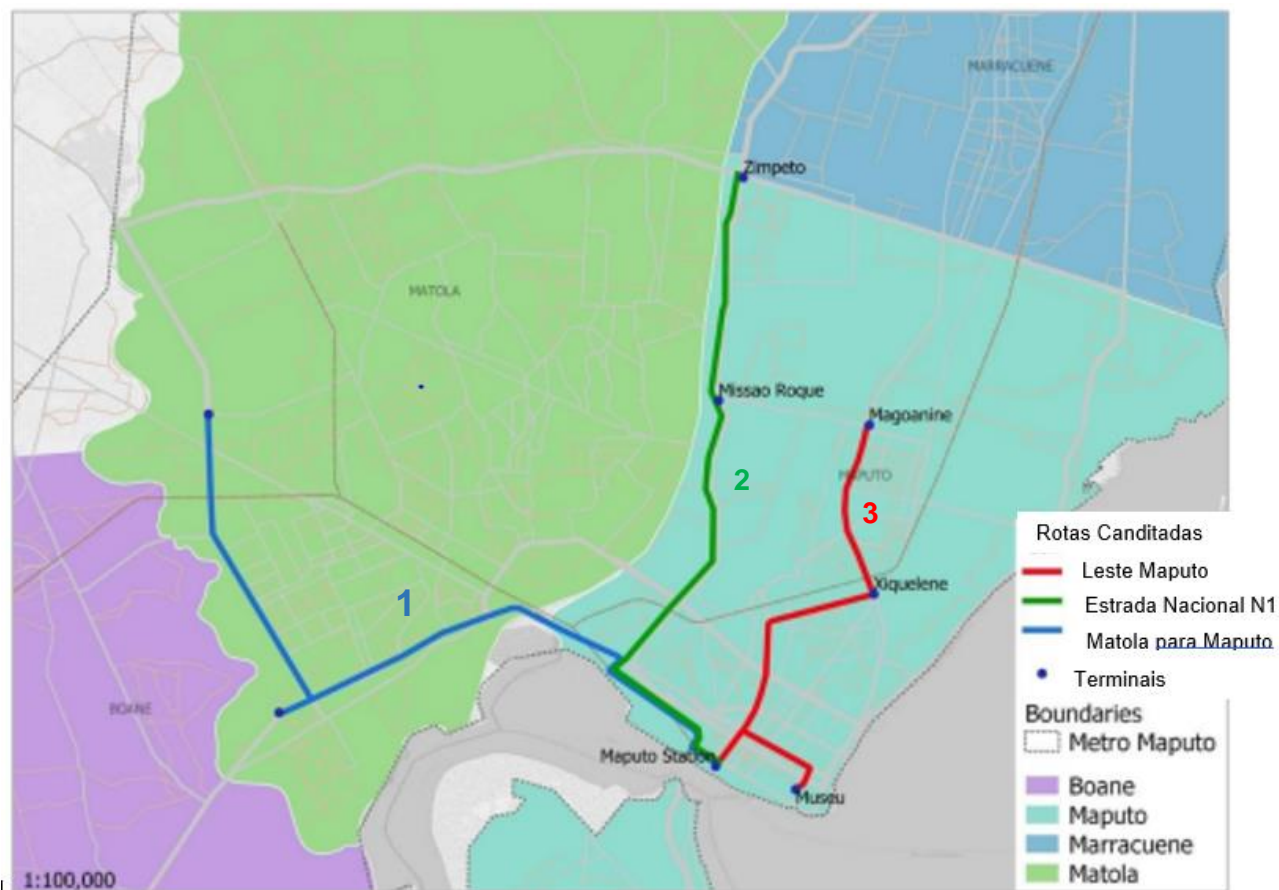 MARRACUENE
Zimpeto
MATOLA
Missao Roque
Magoanine
MAPUTO
2
3
Rotas Canditadas
Leste Maputo
Xiquelene
1
Estrada Nacional N1
Matola para Maputo
Terminais
BOANE
Boundaries
Metro Maputo
Maputo Station
Museu
Boane
Maputo
Marracuene
Matola
1:100,000